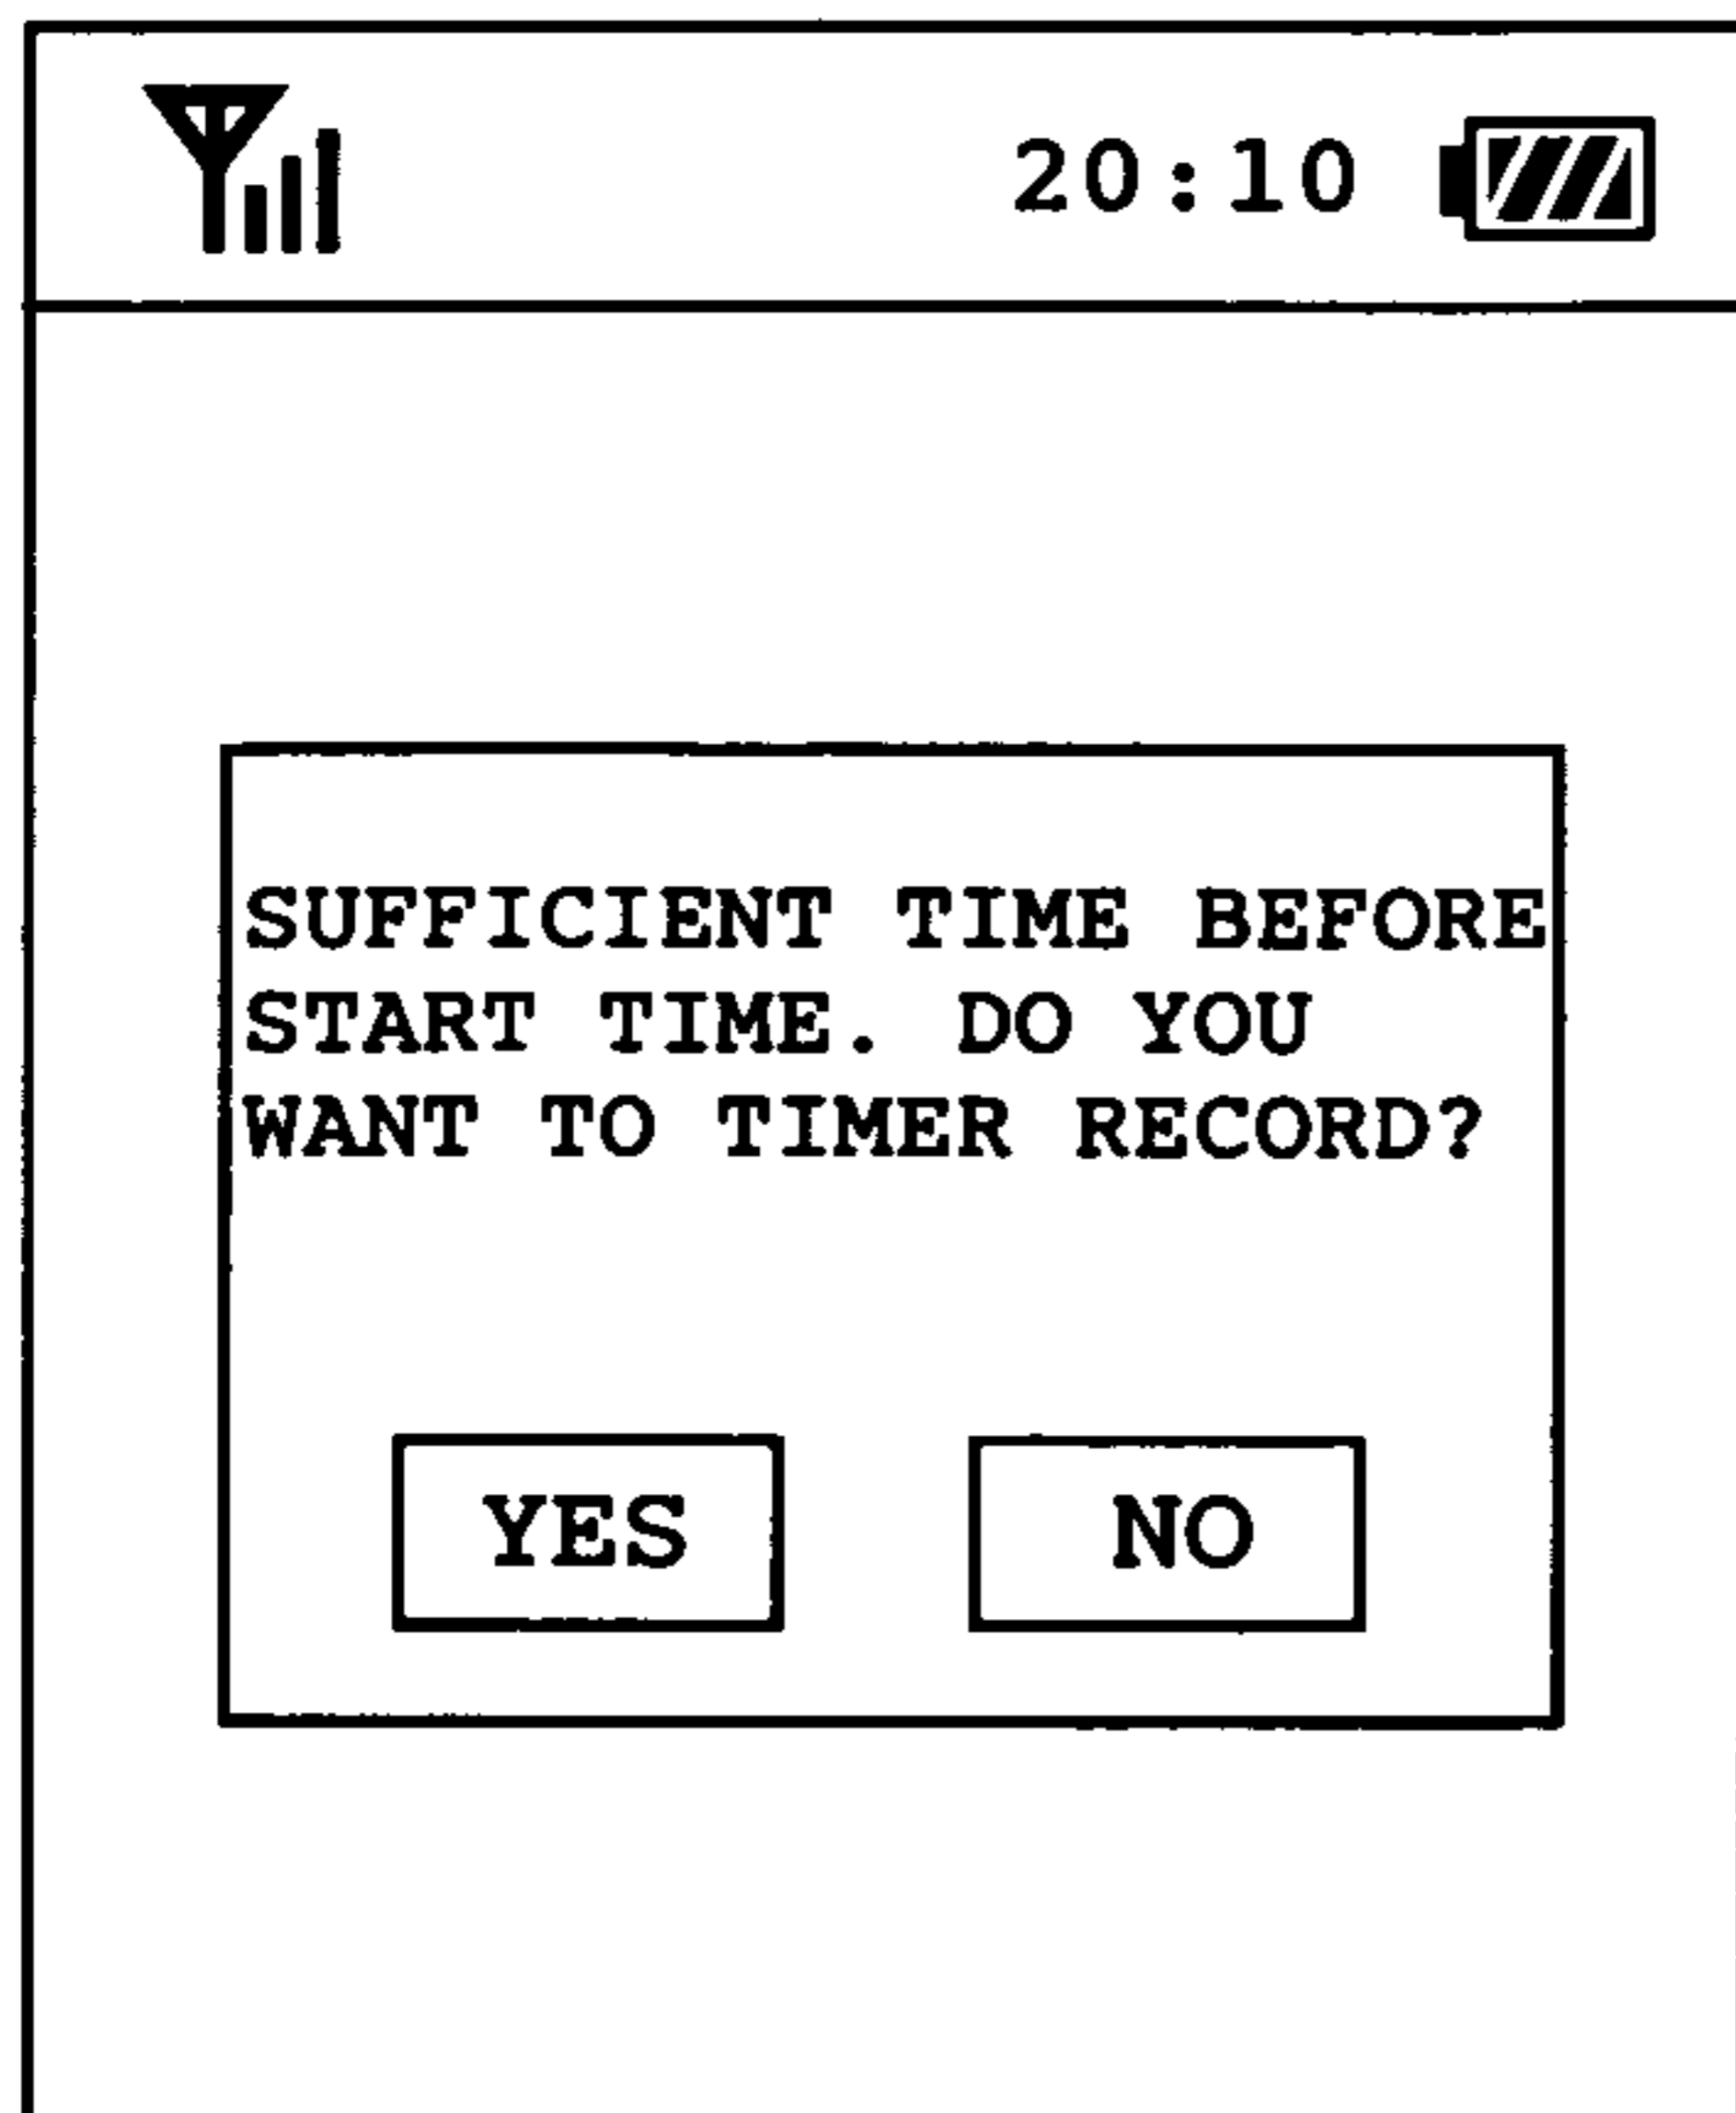 20:10
SUFFICIENT TIME BEFORE
START TIME. DO YOU
WANT TO TIMER RECORD?
YES NO